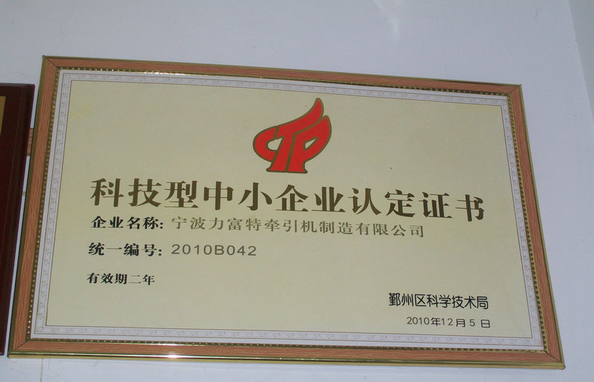 科技型中小企业认定证书
企业名称：宁波力富特牵引机制造有限公司
统一编号：2010B042
有效期二年
鄞州区科学技术局
2010年12月5日